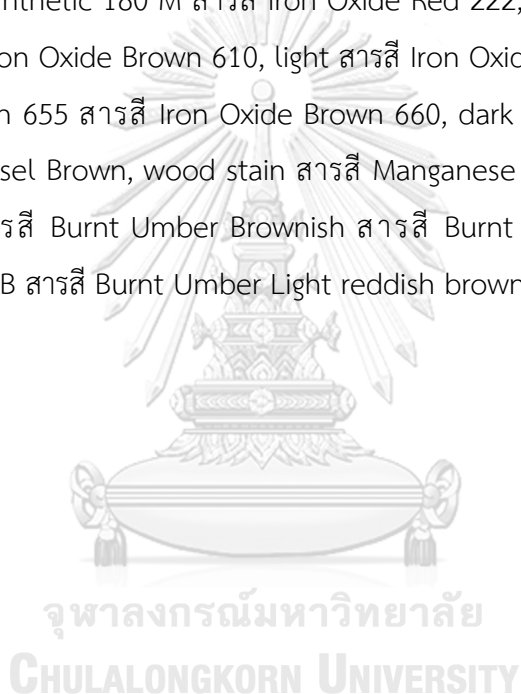 nthetic 180 M สารสี Iron Oxide Red 222,
on Oxide Brown 610, light สารสี Iron Oxid
n 655 สารสี Iron Oxide Brown 660, dark
sel Brown, wood stain สารสี Manganese
รสี Burnt Umber Brownish สารสี Burnt
B สารสี Burnt Umber Light reddish brown
จุฬาลงกรณ์มหาวิทยาลัย
CHULALONGKORN UNIVERSITY